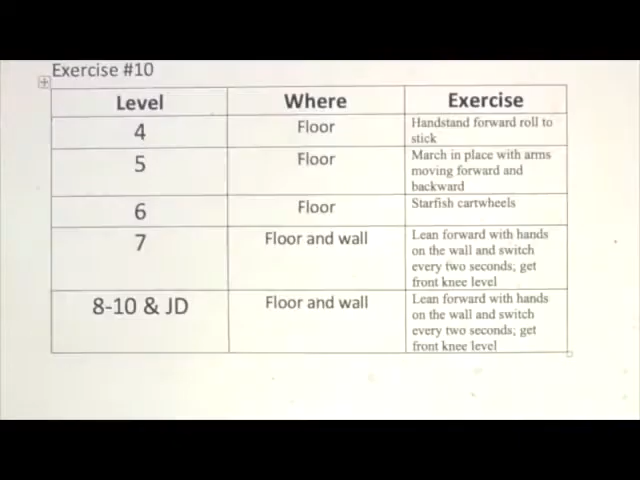 Exercise #10
Level Where Exercise
4 Floor Handstand forward roll to
stick
5 Floor March in place with arms
moving forward and
backward
6 Floor Starfish cartwheels
7 Floor and wall Lean forward with hands
on the wall and switch
every two seconds; get
front knee level
8-10 & JD Floor and wall Lean forward with hands
on the wall and switch
every two seconds; get
front knee level